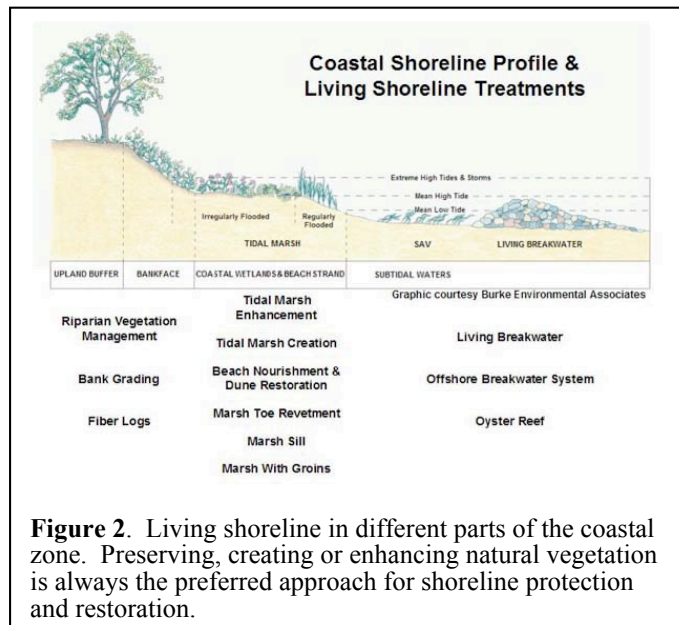 Coastal Shoreline Profile &
Living Shoreline Treatments
Extreme High Tides & Storms
Mean High Tide
Mean Low Tide
Irregularly Flooded
Regularly
Flooded
TIDAL MARSH
SAV
LIVING BREAKWATER
UPLAND BUFFER
BANKFACE
COASTAL WETLANDS & BEACH STRAND
SUBTIDAL WATERS
Graphic courtesy Burke Environmental Associates
Riparian Vegetation
Management
Bank Grading
Fiber Logs
Tidal Marsh
Enhancement
Tidal Marsh Creation
Beach Nourishment &
Dune Restoration
Marsh Toe Revetment
Marsh Sill
Marsh With Groins
Living Breakwater
Offshore Breakwater System
Oyster Reef
Figure 2. Living shoreline in different parts of the coastal
zone. Preserving, creating or enhancing natural vegetation
is always the preferred approach for shoreline protection
and restoration.